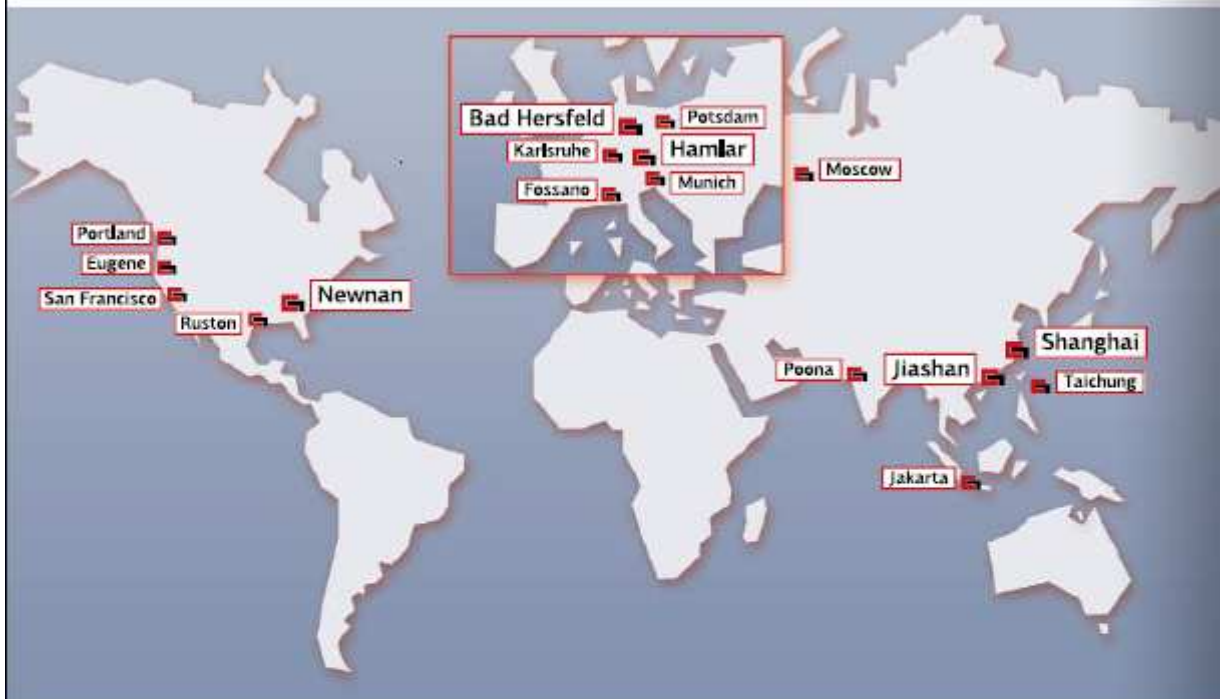 Bad Hersfeld
Potsdam
Karlsruhe
Hamlar
Fossano
Munich
Moscow
Portland
Eugene
San Francisco
Newnan
Ruston
Shanghai
Poona
Jiashan
Taichung
Jakarta